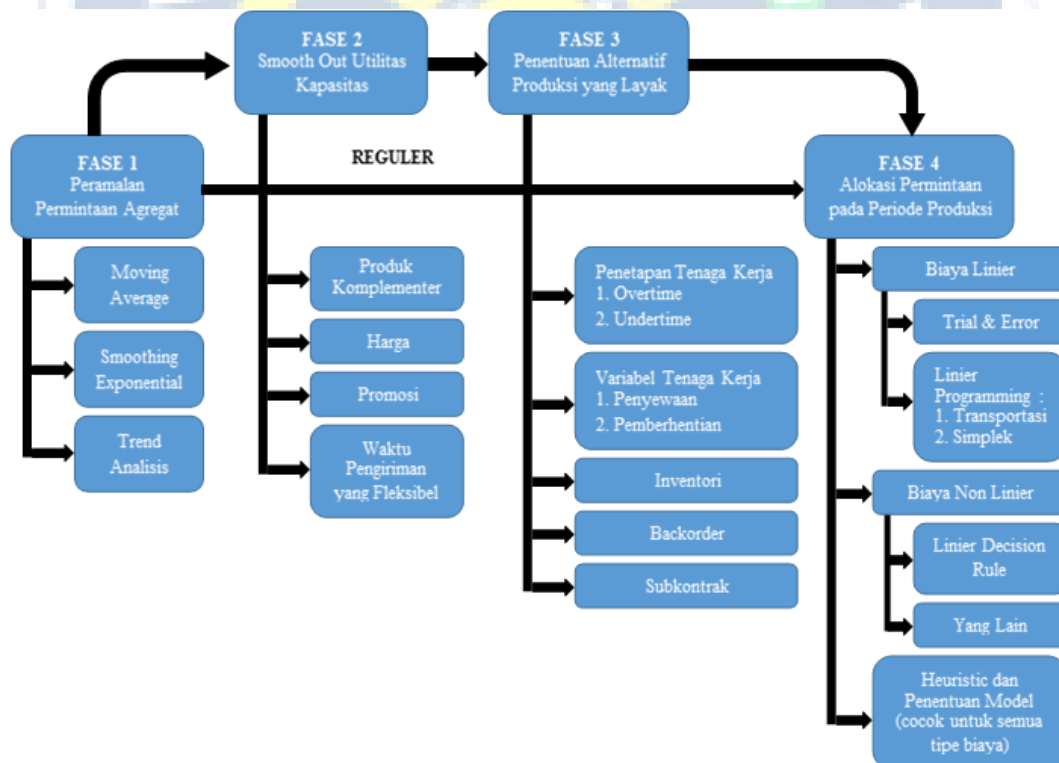 FASE 1
Peramalan
Permintaan Agregat
Moving
Average
Smoothing
Exponential
Trend
Analisis
FASE 2
Smooth Out Utilitas
Kapasitas
REGULER
Produk
Komplementer
Harga
Promosi
Waktu
Pengiriman
yang Fleksibel
FASE 3
Penentuan Alternatif
Produksi yang Layak
Penetapan Tenaga Kerja
1. Overtime
2. Undertime
Variabel Tenaga Kerja
1. Penyewaan
2. Pemberhentian
Inventori
Backorder
Subkontrak
FASE 4
Alokasi Permintaan
pada Periode Produksi
Biaya Linier
Trial & Error
Linier
Programming :
1. Transportasi
2. Simplek
Biaya Non Linier
Linier Decision
Rule
Yang Lain
Heuristic dan
Penentuan Model
(cocok untuk semua
tipe biaya)